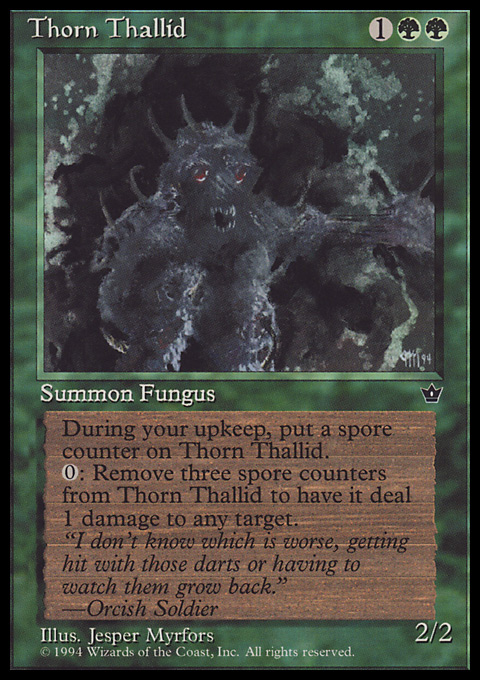 Thorn Thallid 1
Summon Fungus
During your upkeep, put a spore
counter on Thorn Thallid.
0: Remove three spore counters
from Thorn Thallid to have it deal
1 damage to any target.
“I don’t know which is worse, getting
hit with those darts or having to
watch them grow back.”
—Orcish Soldier
Illus. Jesper Myrfors 2/2
© 1994 Wizards of the Coast, Inc. All rights reserved.